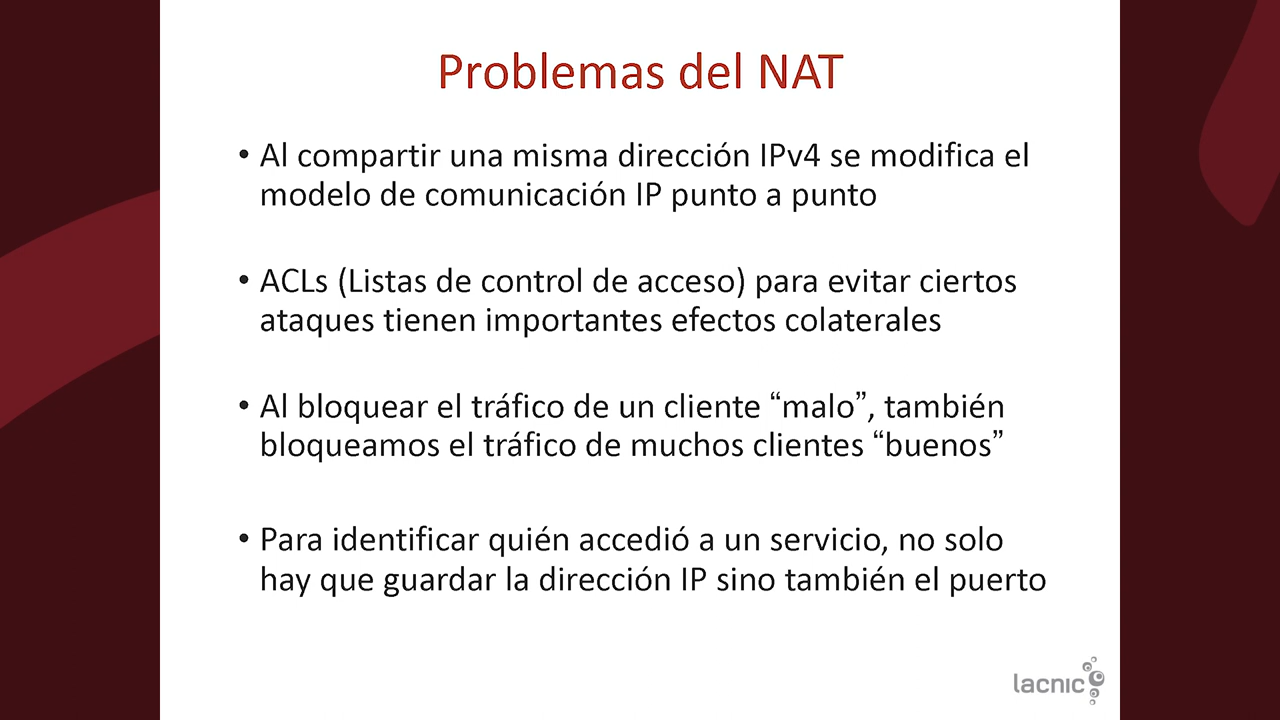 Problemas del NAT
• Al compartir una misma dirección IPv4 se modifica el
modelo de comunicación IP punto a punto
• ACLs (Listas de control de acceso) para evitar ciertos
ataques tienen importantes efectos colaterales
• Al bloquear el tráfico de un cliente “malo”, también
bloqueamos el tráfico de muchos clientes “buenos”
• Para identificar quién accedió a un servicio, no solo
hay que guardar la dirección IP sino también el puerto
lacnic